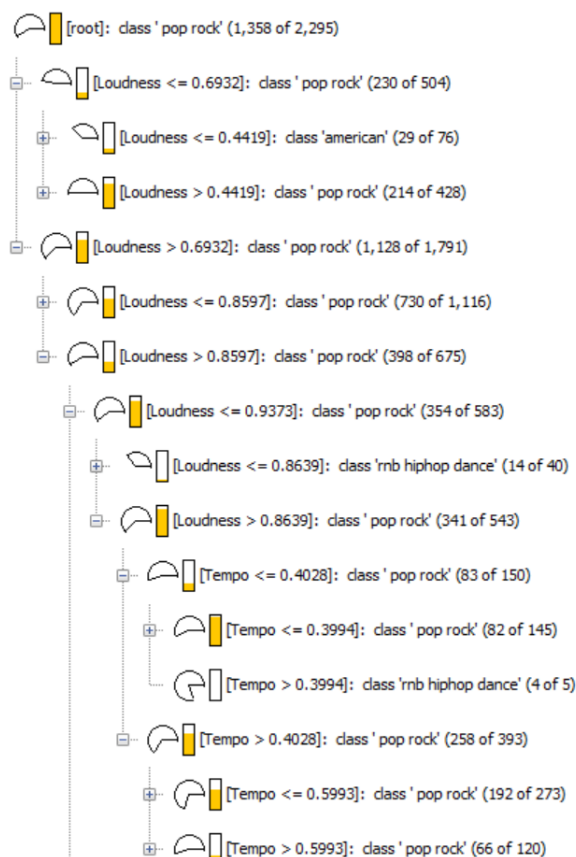 [root]: class ' pop rock' (1,358 of 2,295)
[Loudness <= 0.6932]: class ' pop rock' (230 of 504)
[Loudness <= 0.4419]: class 'american' (29 of 76)
[Loudness > 0.4419]: class ' pop rock' (214 of 428)
[Loudness > 0.6932]: class ' pop rock' (1,128 of 1,791)
[Loudness <= 0.8597]: class ' pop rock' (730 of 1,116)
[Loudness > 0.8597]: class ' pop rock' (398 of 675)
[Loudness <= 0.9373]: class ' pop rock' (354 of 583)
[Loudness <= 0.8639]: class 'rnb hiphop dance' (14 of 40)
[Loudness > 0.8639]: class ' pop rock' (341 of 543)
[Tempo <= 0.4028]: class ' pop rock' (83 of 150)
[Tempo <= 0.3994]: class ' pop rock' (82 of 145)
[Tempo > 0.3994]: class 'rnb hiphop dance' (4 of 5)
[Tempo > 0.4028]: class ' pop rock' (258 of 393)
[Tempo <= 0.5993]: class ' pop rock' (192 of 273)
[Tempo > 0.5993]: class ' pop rock' (66 of 120)